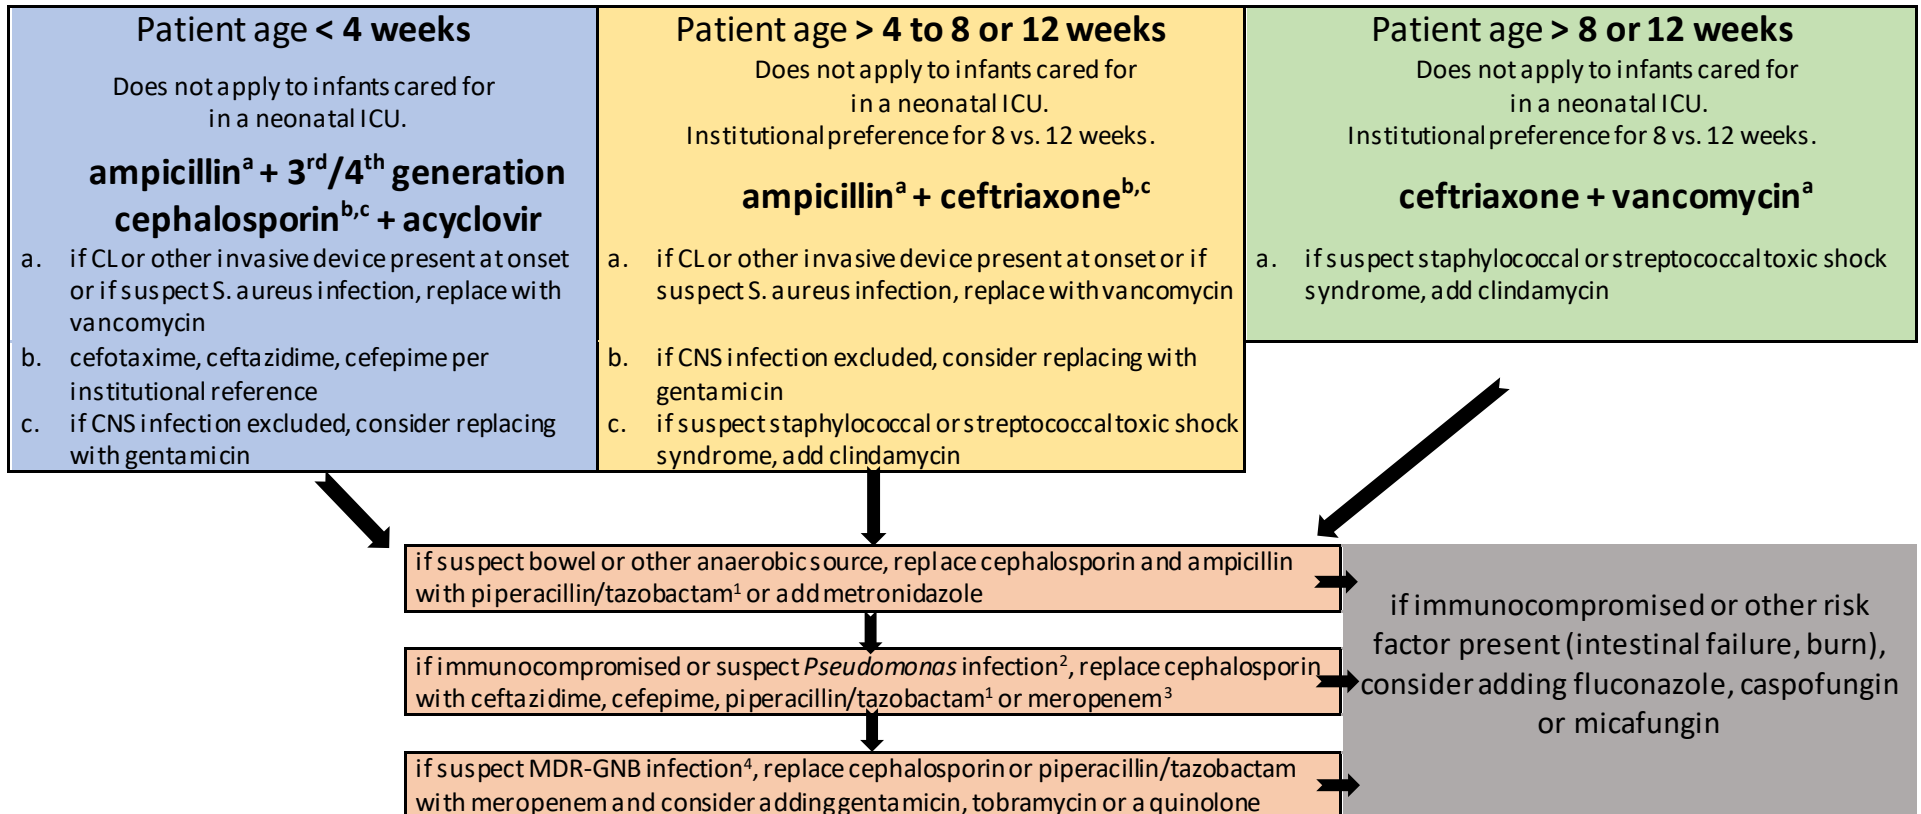 Patient age < 4 weeks
Does not apply to infants cared for
in a neonatal ICU.
ampicillinᵃ + 3ʳᵈ/4ᵗʰ generation
cephalosporinᵇ,ᶜ + acyclovir
a. if CL or other invasive device present at onset
or if suspect S. aureus infection, replace with
vancomycin
b. cefotaxime, ceftazidime, cefepime per
institutional reference
c. if CNS infection excluded, consider replacing
with gentamicin
Patient age > 4 to 8 or 12 weeks
Does not apply to infants cared for
in a neonatal ICU.
Institutional preference for 8 vs. 12 weeks.
ampicillinᵃ + ceftriaxoneᵇ,ᶜ
a. if CL or other invasive device present at onset or if
suspect S. aureus infection, replace with vancomycin
b. if CNS infection excluded, consider replacing with
gentamicin
c. if suspect staphylococcal or streptococcal toxic shock
syndrome, add clindamycin
Patient age > 8 or 12 weeks
Does not apply to infants cared for
in a neonatal ICU.
Institutional preference for 8 vs. 12 weeks.
ceftriaxone + vancomycinᵃ
a. if suspect staphylococcal or streptococcal toxic shock
syndrome, add clindamycin
if suspect bowel or other anaerobic source, replace cephalosporin and ampicillin
with piperacillin/tazobactam¹ or add metronidazole
if immunocompromised or suspect Pseudomonas infection², replace cephalosporin
with ceftazidime, cefepime, piperacillin/tazobactam¹ or meropenem³
if suspect MDR-GNB infection⁴, replace cephalosporin or piperacillin/tazobactam
with meropenem and consider adding gentamicin, tobramycin or a quinolone
if immunocompromised or other risk
factor present (intestinal failure, burn),
consider adding fluconazole, caspofungin
or micafungin